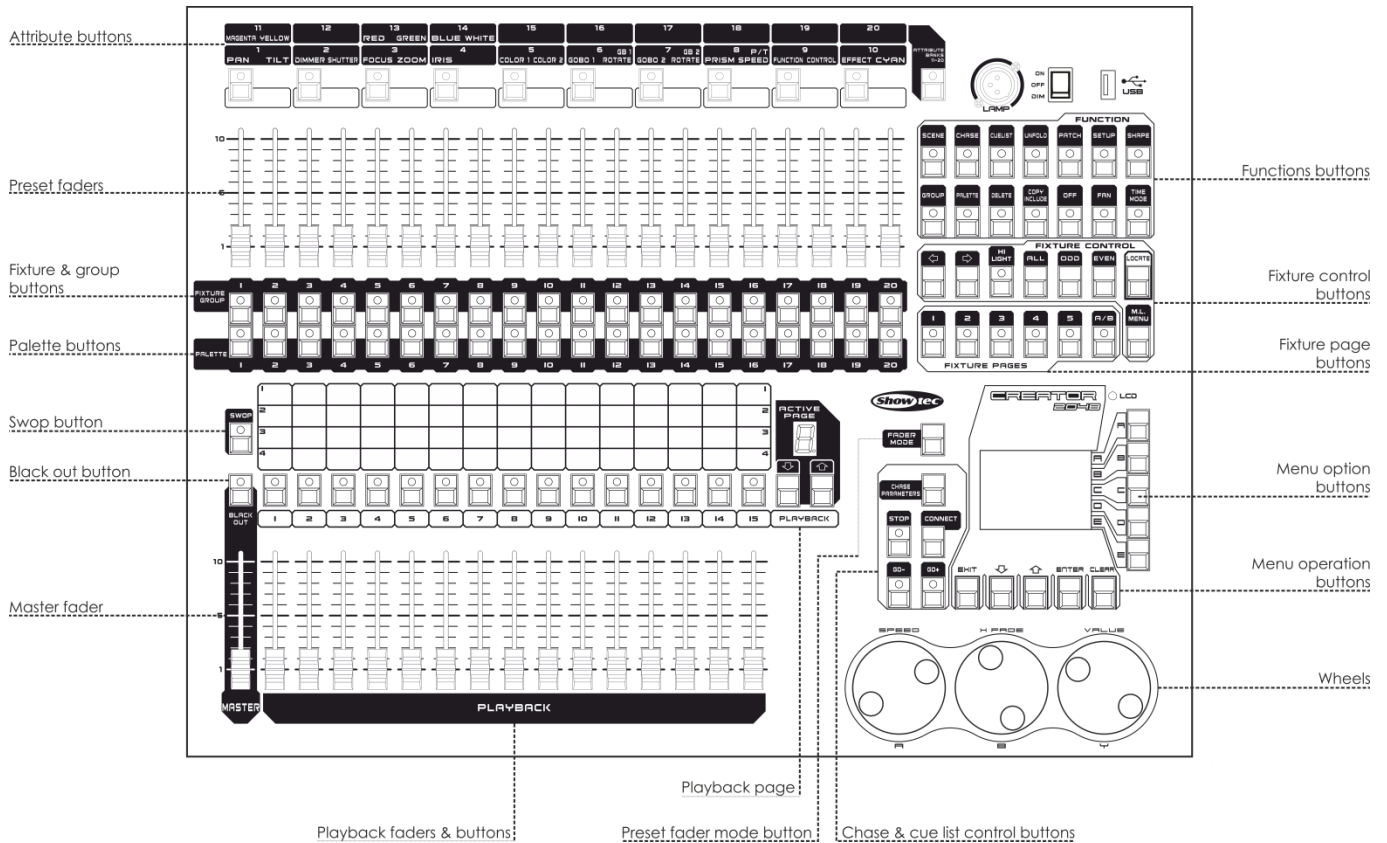 11 12 13 14 15 16 17 18 19 20
MAGENTA YELLOW RED GREEN BLUE WHITE
1 2 3 4 5 6 GB 1 7 GB 2 8 P/T 9 10
PAN TILT DIMMER SHUTTER FOCUS ZOOM IRIS COLOR 1 COLOR 2 GOBO 1 ROTATE GOBO 2 ROTATE PRISM SPEED FUNCTION CONTROL EFFECT CYAN
ATTRIBUTE
BANKS
11-20
Attribute buttons
LAMP
ON
OFF
DIM
USB
FUNCTION
SCENE CHASE CUELIST UNFOLD PATCH SETUP SHAPE
Functions buttons
GROUP PALETTE DELETE COPY INCLUDE OFF FAN TIME MODE
10
5
1
Preset faders
FIXTURE CONTROL
HI LIGHT ALL ODD EVEN LOCATE
Fixture control
buttons
Fixture & group
buttons
FIXTURE
GROUP
1 2 3 4 5 6 7 8 9 10 11 12 13 14 15 16 17 18 19 20
Palette buttons
PALETTE
1 2 3 4 5 6 7 8 9 10 11 12 13 14 15 16 17 18 19 20
1 2 3 4 5 A/B M.L. MENU
FIXTURE PAGES
Fixture page
buttons
Swop button
SWOP
1 1
2 2
3 3
4 4
ACTIVE
PAGE
Showtec
CREATOR
2048
LCD
FADER
MODE
A
A B
B
C C
D
D
E E
Menu option
buttons
Black out button
BLACK
OUT
1 2 3 4 5 6 7 8 9 10 11 12 13 14 15 PLAYBACK
CHASE
PARAMETERS
STOP CONNECT
GO- GO+
EXIT ENTER CLEAR
Menu operation
buttons
10
5
1
Master fader
MASTER
PLAYBACK
SPEED X FADE VALUE
Wheels
A B Y
Playback page
Playback faders & buttons
Preset fader mode button
Chase & cue list control buttons